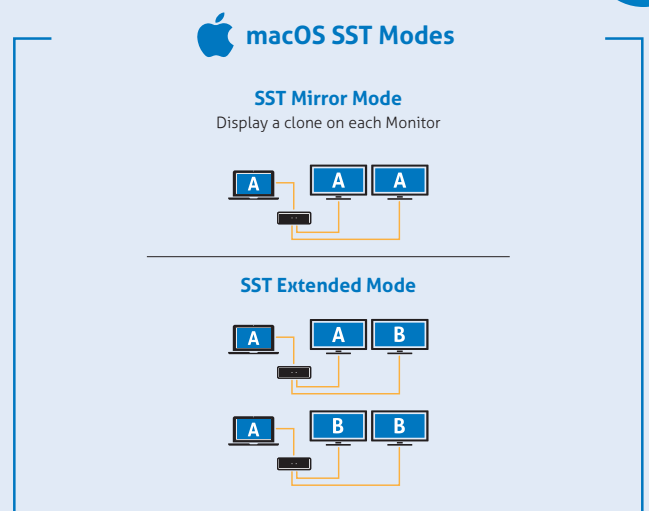 macOS SST Modes
SST Mirror Mode
Display a clone on each Monitor
A A A
SST Extended Mode
A A B
A B B